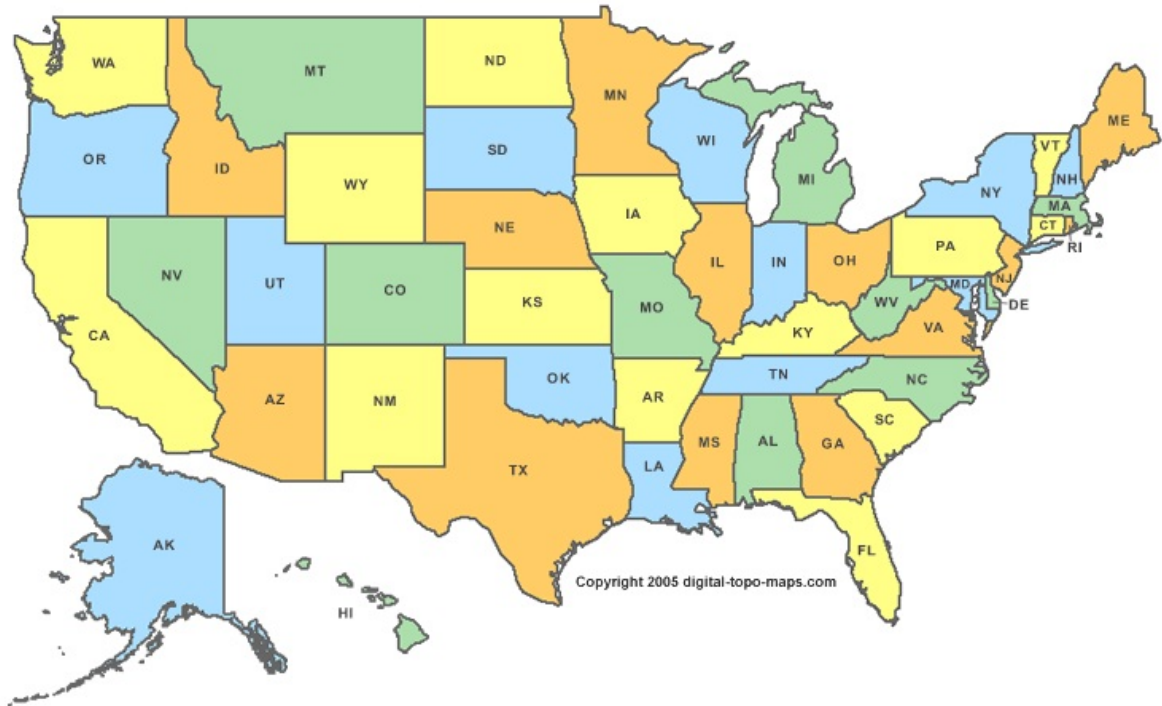 WA
MT
ND
MN
ME
OR
ID
SD
WI
VT
NH
WY
MI
NY
MA
IA
CT
RI
NE
PA
NV
UT
CO
IL
IN
OH
NJ
MD
KS
MO
WV
DE
CA
KY
VA
OK
TN
NC
AZ
NM
AR
SC
MS
AL
GA
TX
LA
AK
FL
Copyright 2005 digital-topo-maps.com
HI